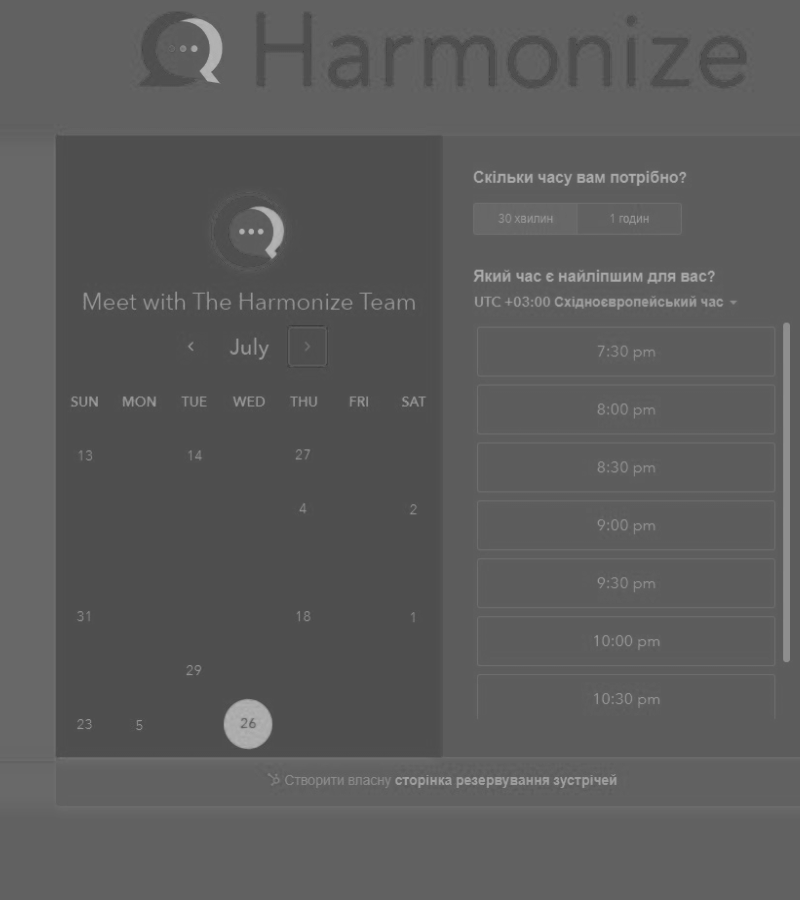 Harmonize
Meet with The Harmonize Team
July
SUN MON TUE WED THU FRI SAT
13 14 27
4 2
31 18 1
29
23 5 26
Скільки часу вам потрібно?
30 хвилин 1 годин
Який час є найліпшим для вас?
UTC +03:00 Східноєвропейський час
7:30 pm
8:00 pm
8:30 pm
9:00 pm
9:30 pm
10:00 pm
10:30 pm
Створити власну сторінка резервування зустрічей